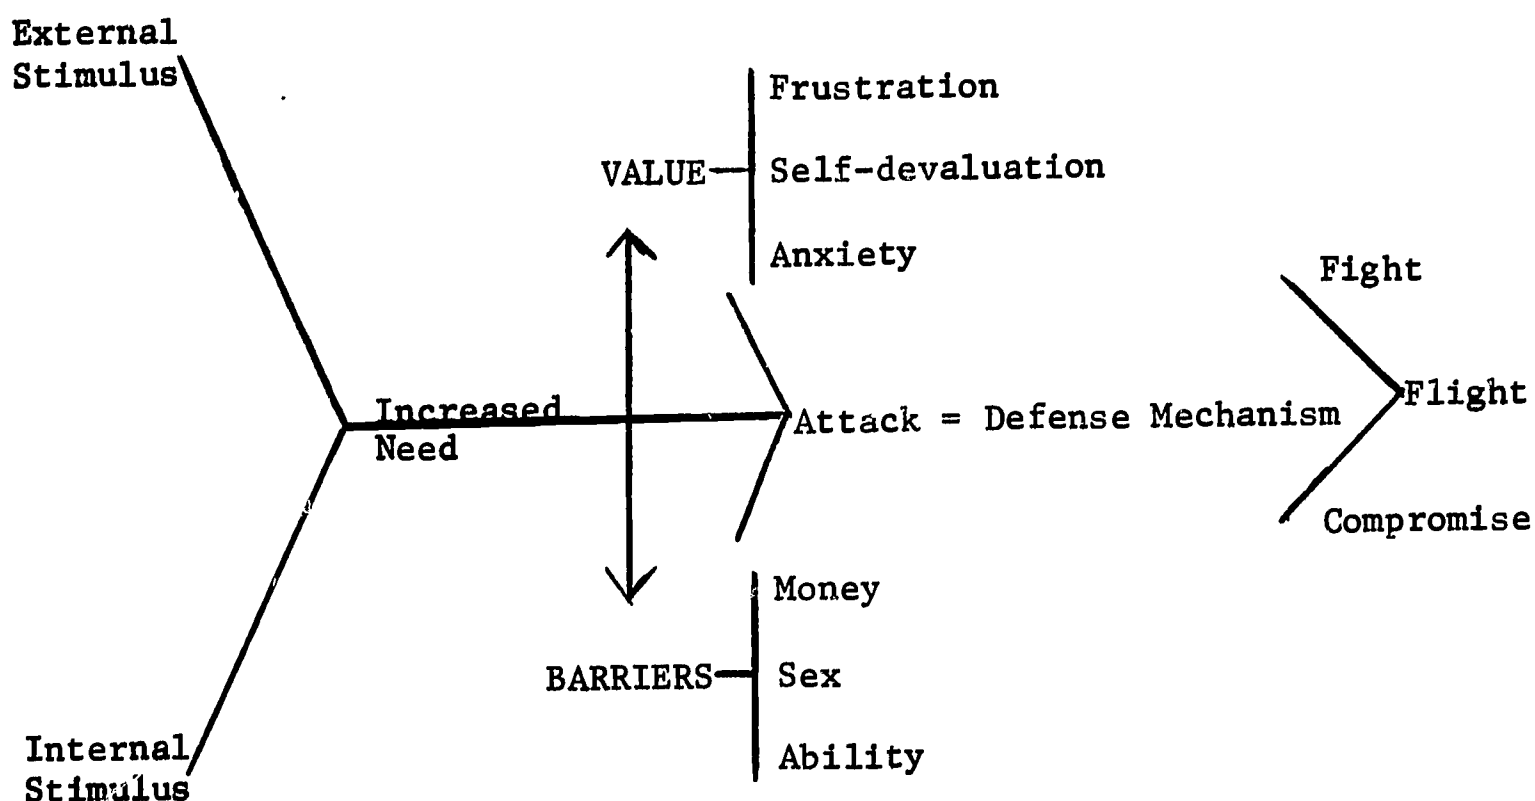 External
Stimulus
Frustration
VALUE
Self-devaluation
Anxiety
Fight
Increased
Need
Attack = Defense Mechanism
Flight
Compromise
Money
BARRIERS
Sex
Ability
Internal
Stimulus